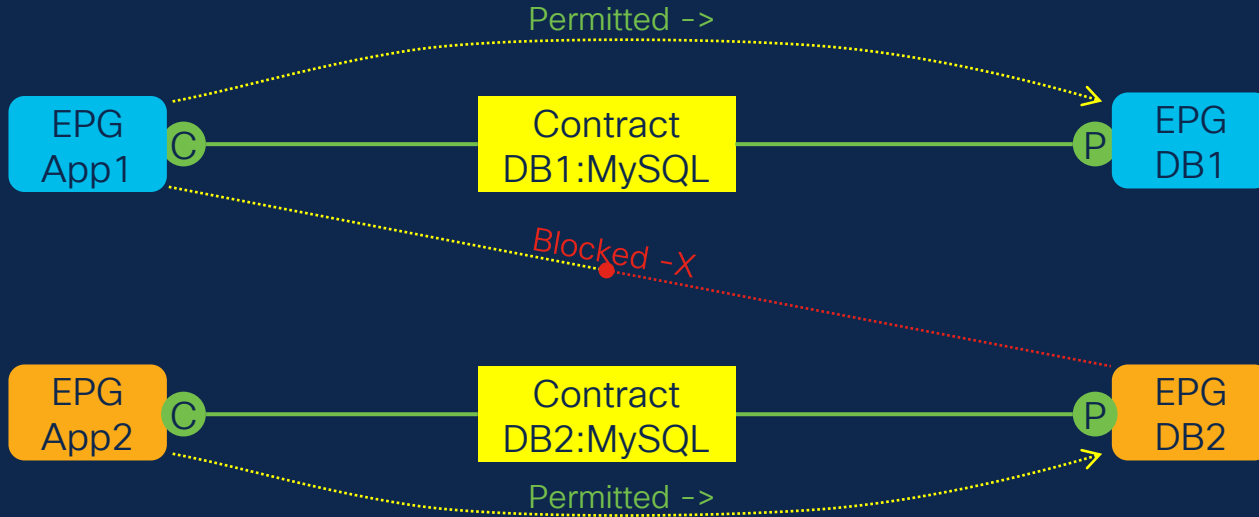 Permitted ->
EPG
App1
C
Contract
DB1:MySQL
P
EPG
DB1
Blocked -X
EPG
App2
C
Contract
DB2:MySQL
P
EPG
DB2
Permitted ->